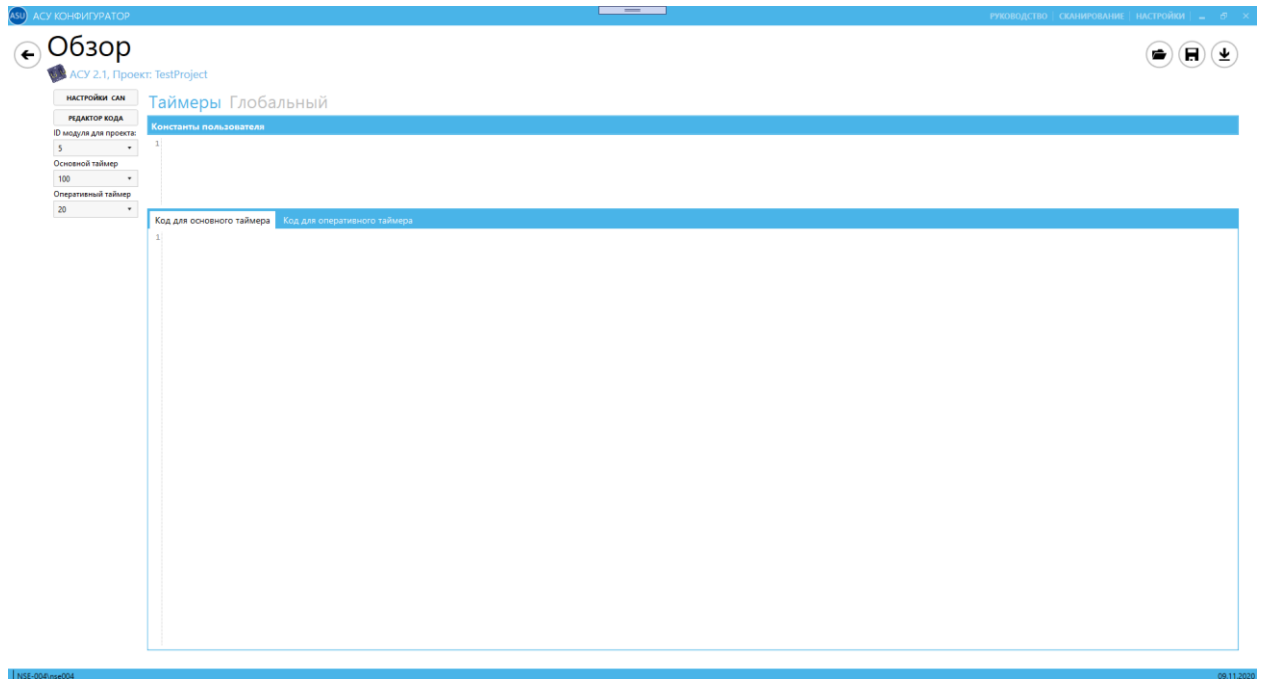 ASU АСУ КОНФИГУРАТОР РУКОВОДСТВО СКАНИРОВАНИЕ НАСТРОЙКИ
Обзор
АСУ 2.1, Проект: TestProject
НАСТРОЙКИ CAN
РЕДАКТОР КОДА
ID модуля для проекта:
5
Основной таймер
100
Оперативный таймер
20
Таймеры Глобальный
Константы пользователя
1
Код для основного таймера Код для оперативного таймера
1
NSE-004\nse004 09.11.2020